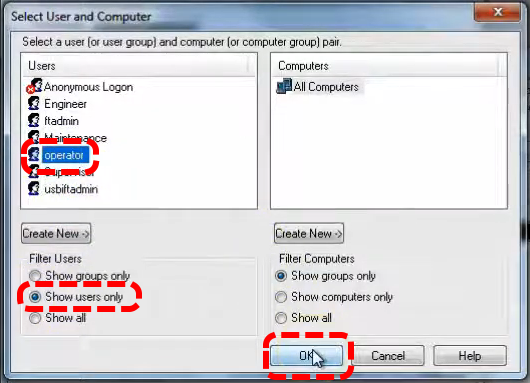 Select User and Computer
Select a user (or user group) and computer (or computer group) pair.
Users
Anonymous Logon
Engineer
ftadmin
Maintenance
operator
Supervisor
usbiftadmin
Computers
All Computers
Create New ->
Create New ->
Filter Users
Show groups only
Show users only
Show all
Filter Computers
Show groups only
Show computers only
Show all
OK
Cancel
Help